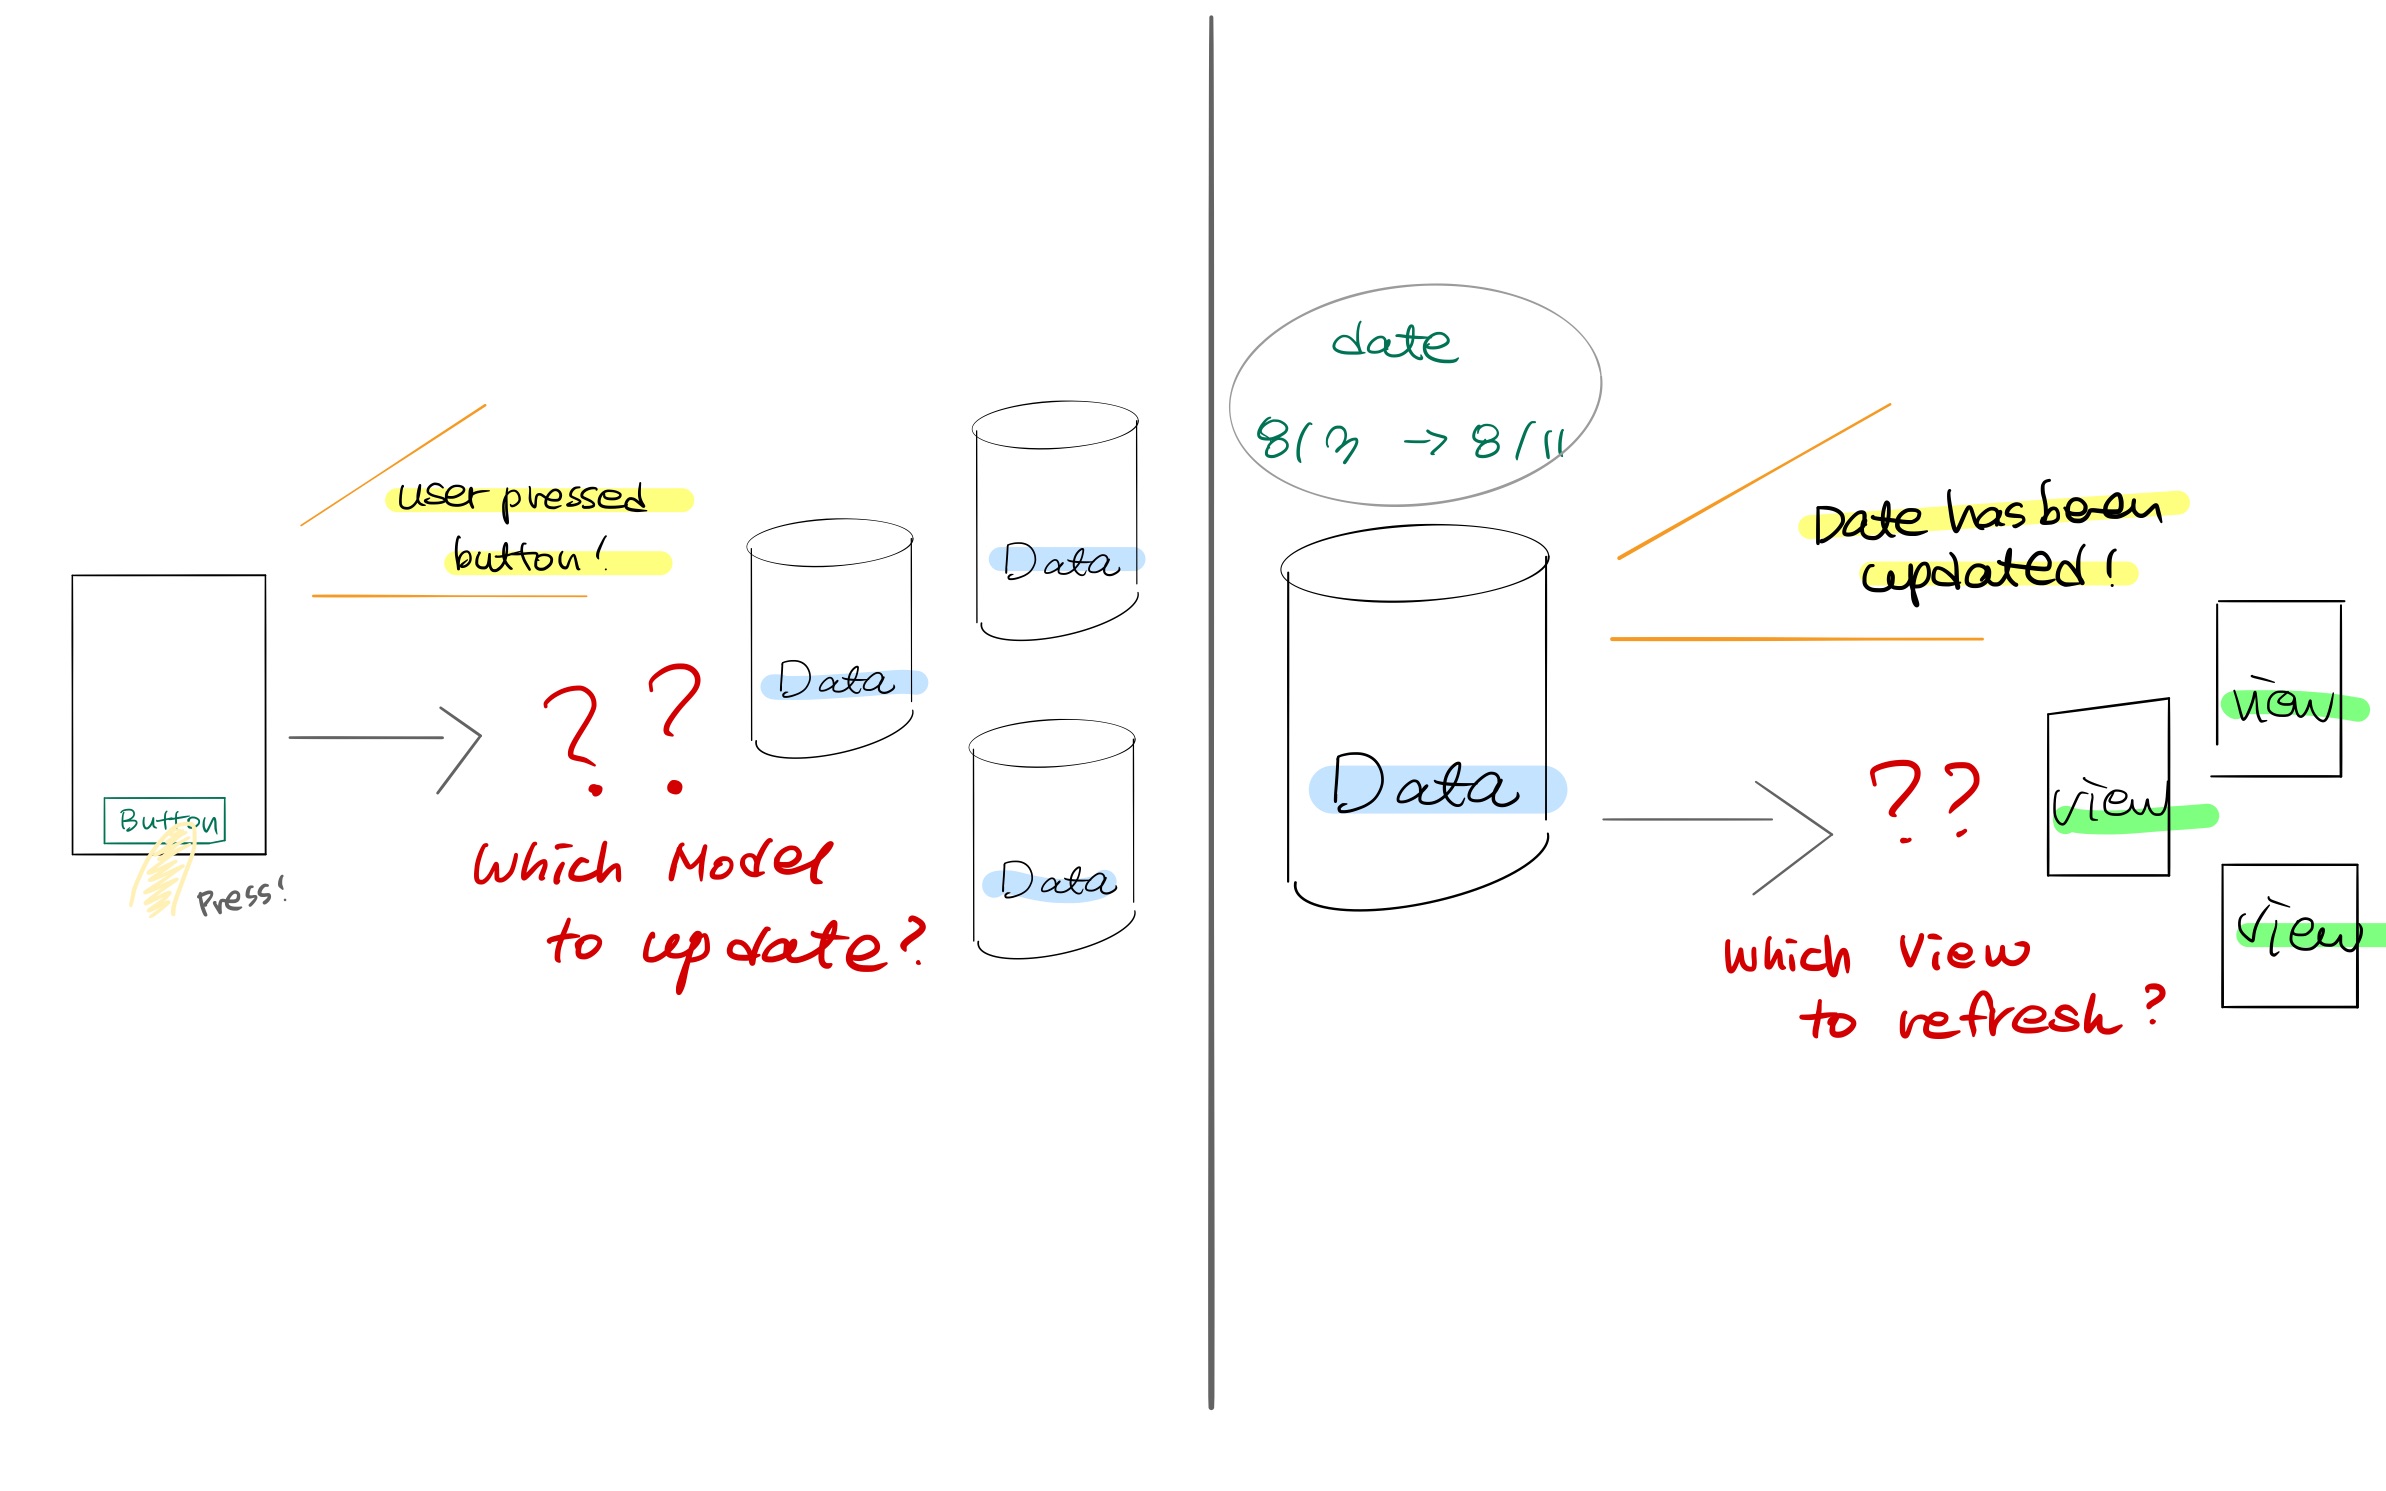 User pressed
button!
Button
Press!
??
Which Model
to update?
Data
Data
Data
date
8/3 → 8/11
Data
Date has been
updated!
??
Which View
to refresh?
View
View
View